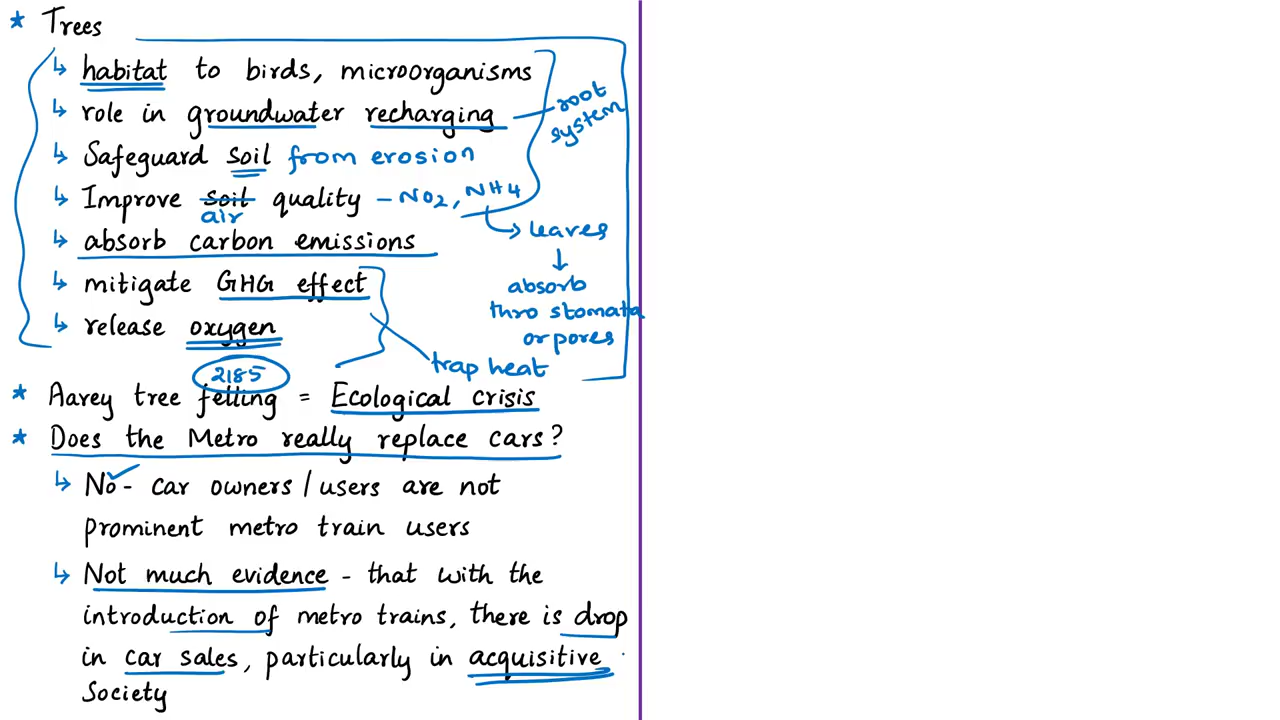 * Trees
↳ habitat to birds, microorganisms
↳ role in groundwater recharging
root
system
↳ Safeguard soil from erosion
↳ Improve soil quality - NO2, NH4
air
leaves
↳ absorb carbon emissions
↳ mitigate GHG effect
absorb
thro stomata
or pores
↳ release oxygen
trap heat
2185
* Aarey tree felling = Ecological crisis
* Does the Metro really replace cars?
↳ No - car owners/users are not
prominent metro train users
↳ Not much evidence - that with the
introduction of metro trains, there is drop
in car sales, particularly in acquisitive
Society